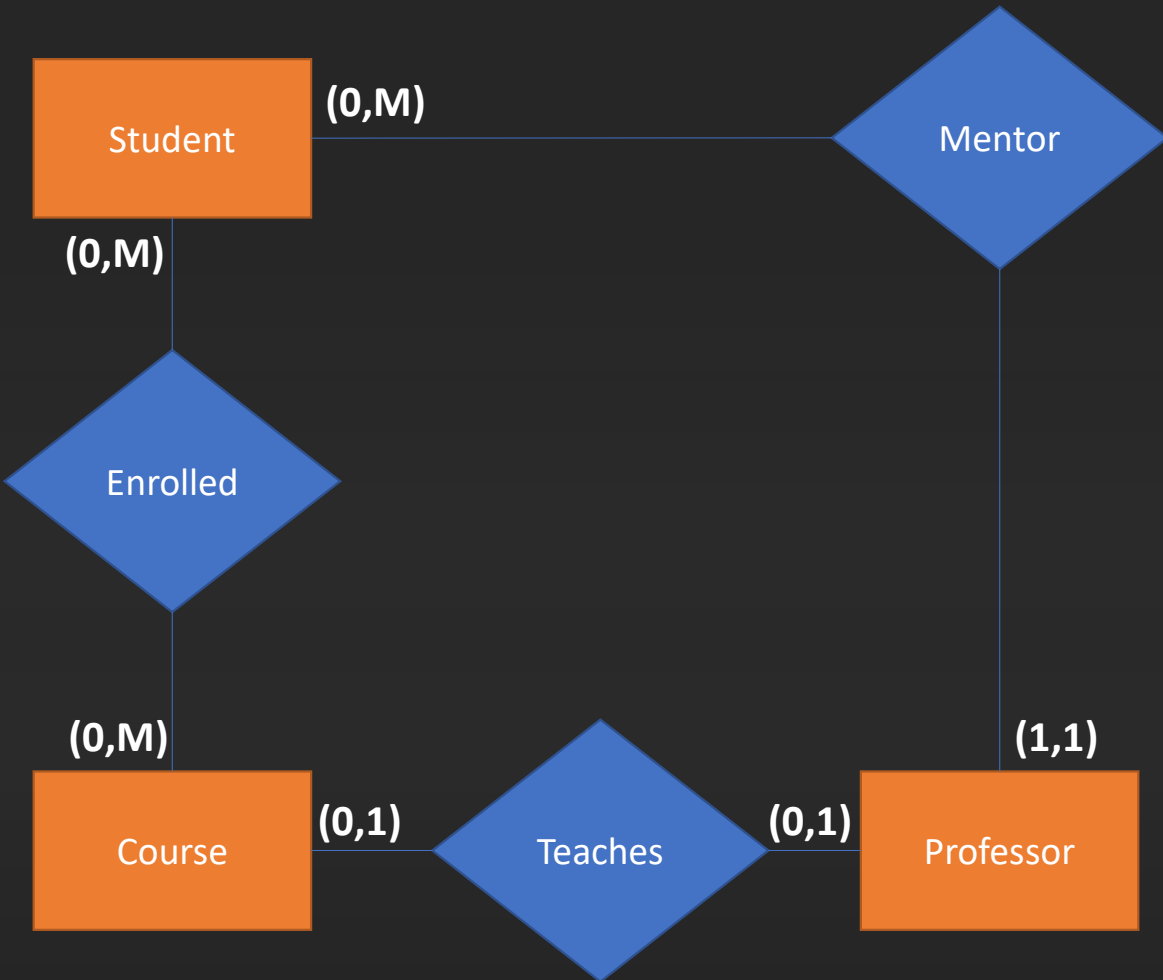 (0,M)
Student
Mentor
(0,M)
Enrolled
(0,M)
(1,1)
(0,1)
(0,1)
Course
Teaches
Professor